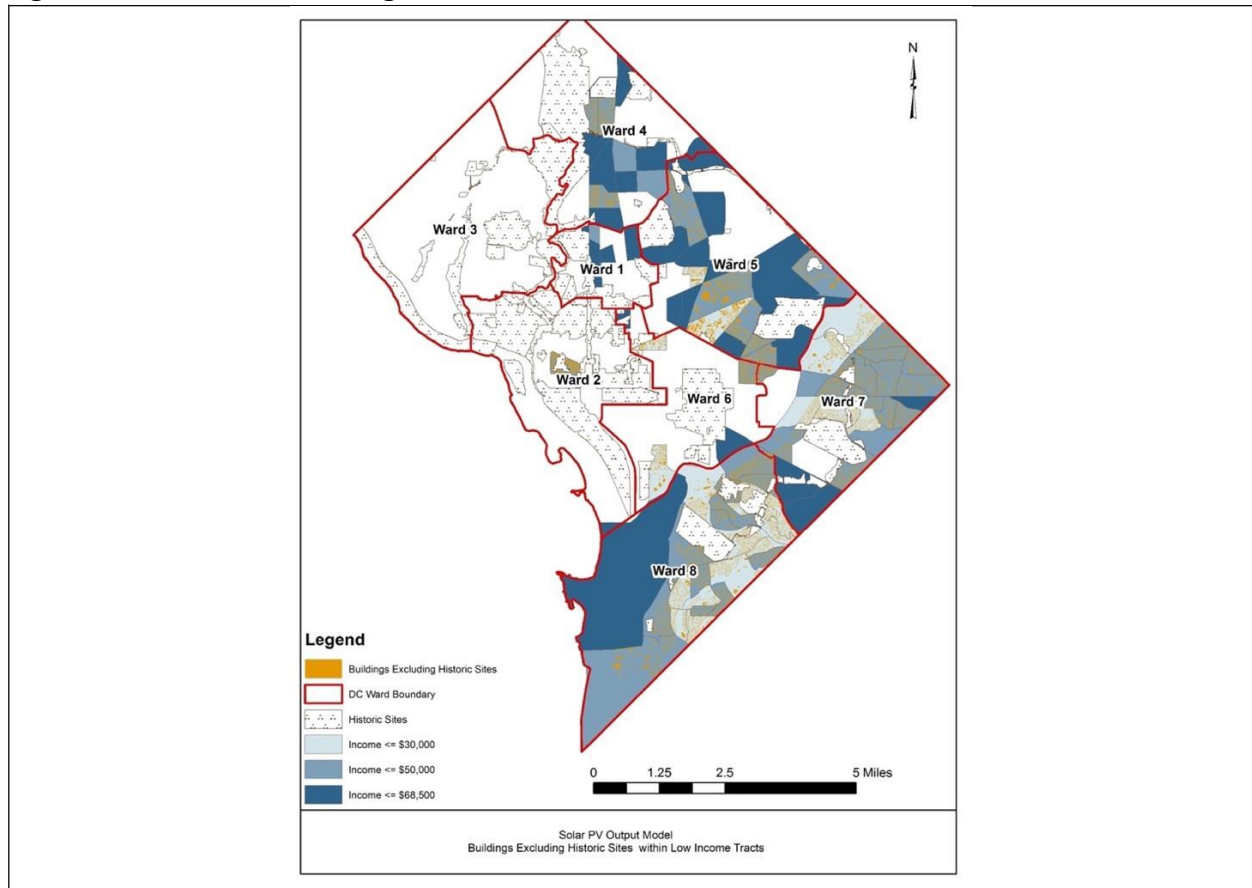 N
Ward 4
Ward 3
Ward 5
Ward 1
Ward 2
Ward 6
Ward 7
Ward 8
Legend
Buildings Excluding Historic Sites
DC Ward Boundary
Historic Sites
Income <= $30,000
Income <= $50,000
Income <= $68,500
0 1.25 2.5 5 Miles
Solar PV Output Model
Buildings Excluding Historic Sites within Low Income Tracts